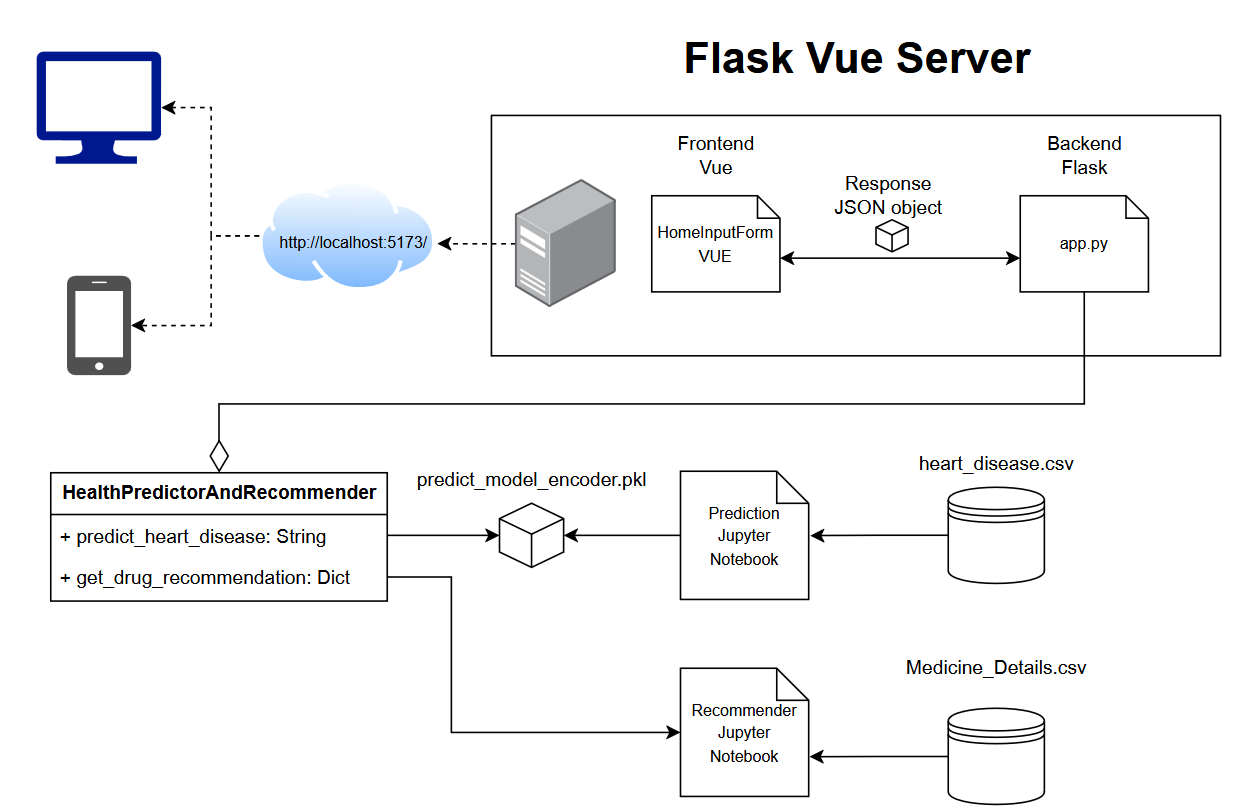 Flask Vue Server
Frontend
Vue
Backend
Flask
Response
JSON object
HomeInputForm
VUE
app.py
http://localhost:5173/
HealthPredictorAndRecommender
+ predict_heart_disease: String
+ get_drug_recommendation: Dict
predict_model_encoder.pkl
Prediction
Jupyter
Notebook
heart_disease.csv
Recommender
Jupyter
Notebook
Medicine_Details.csv